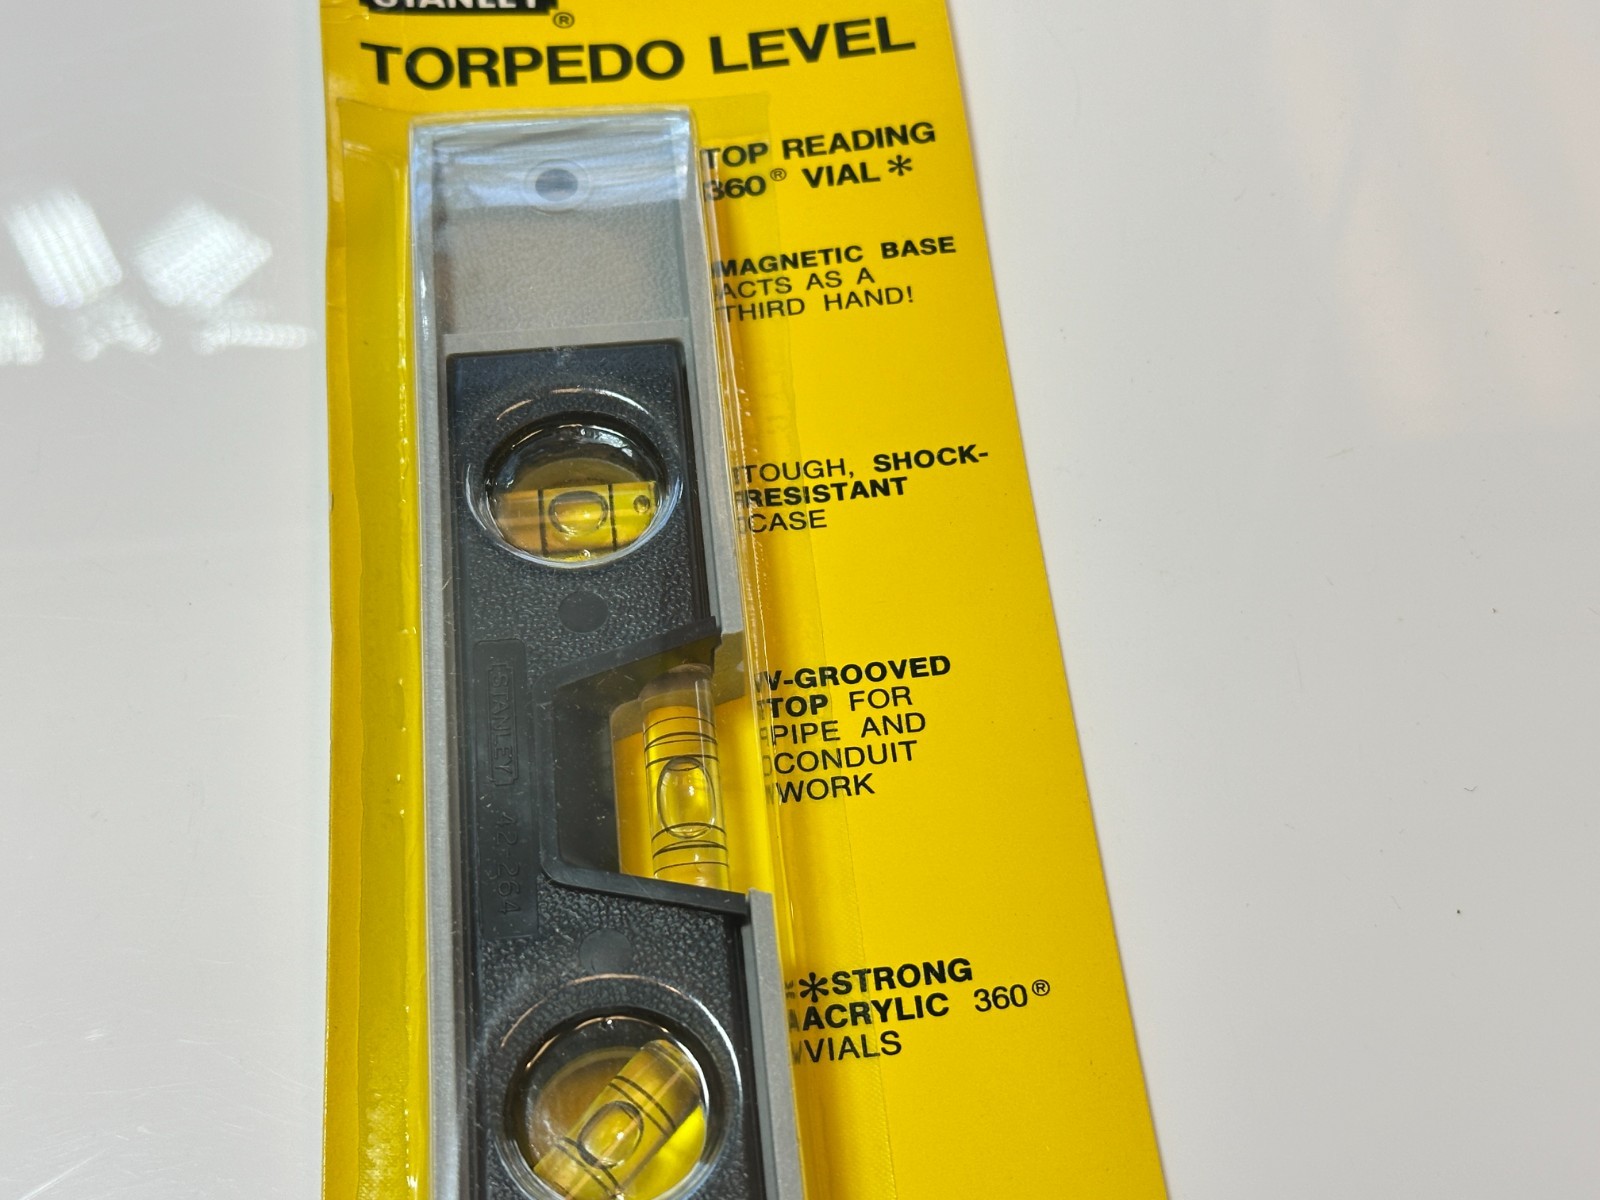 STANLEY®
TORPEDO LEVEL
TOP READING
360® VIAL*
MAGNETIC BASE
ACTS AS A
THIRD HAND!
TOUGH, SHOCK-
RESISTANT
CASE
V-GROOVED
TOP FOR
PIPE AND
CONDUIT
WORK
*STRONG
ACRYLIC 360®
VIALS
STANLEY 42-264